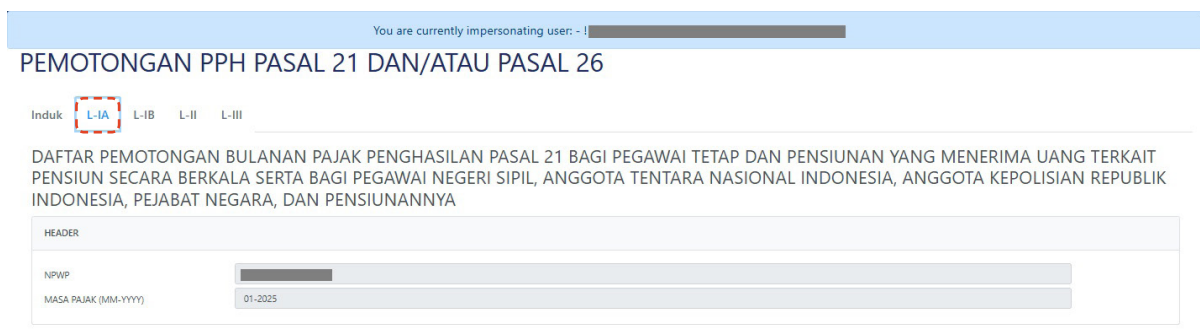 You are currently impersonating user: - !
PEMOTONGAN PPH PASAL 21 DAN/ATAU PASAL 26
Induk L-IA L-IB L-II L-III
DAFTAR PEMOTONGAN BULANAN PAJAK PENGHASILAN PASAL 21 BAGI PEGAWAI TETAP DAN PENSIUNAN YANG MENERIMA UANG TERKAIT
PENSIUN SECARA BERKALA SERTA BAGI PEGAWAI NEGERI SIPIL, ANGGOTA TENTARA NASIONAL INDONESIA, ANGGOTA KEPOLISIAN REPUBLIK
INDONESIA, PEJABAT NEGARA, DAN PENSIUNANNYA
HEADER
NPWP
MASA PAJAK (MM-YYYY) 01-2025